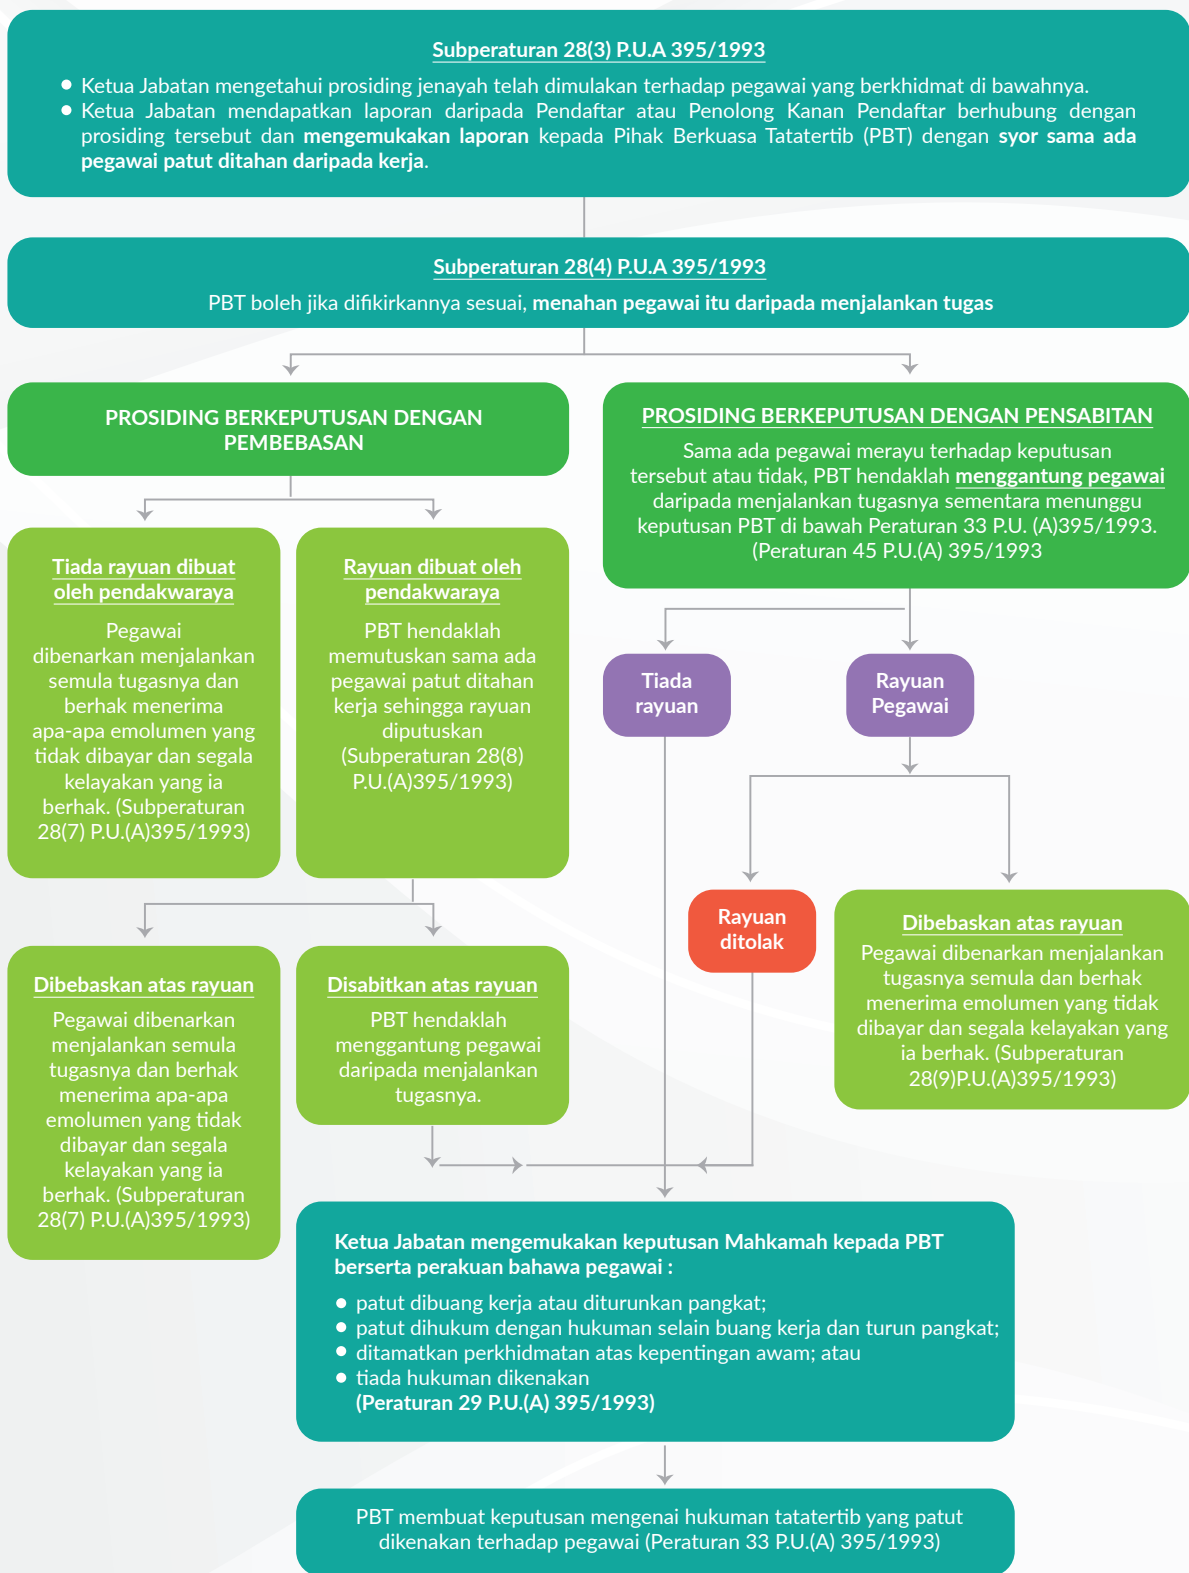 Subperaturan 28(3) P.U.A 395/1993
● Ketua Jabatan mengetahui prosiding jenayah telah dimulakan terhadap pegawai yang berkhidmat di bawahnya.
● Ketua Jabatan mendapatkan laporan daripada Pendaftar atau Penolong Kanan Pendaftar berhubung dengan
prosiding tersebut dan mengemukakan laporan kepada Pihak Berkuasa Tatatertib (PBT) dengan syor sama ada
pegawai patut ditahan daripada kerja.
Subperaturan 28(4) P.U.A 395/1993
PBT boleh jika difikirkannya sesuai, menahan pegawai itu daripada menjalankan tugas
PROSIDING BERKEPUTUSAN DENGAN
PEMBEBASAN
PROSIDING BERKEPUTUSAN DENGAN PENSABITAN
Sama ada pegawai merayu terhadap keputusan
tersebut atau tidak, PBT hendaklah menggantung pegawai
daripada menjalankan tugasnya sementara menunggu
keputusan PBT di bawah Peraturan 33 P.U. (A)395/1993.
(Peraturan 45 P.U.(A) 395/1993
Tiada rayuan dibuat
oleh pendakwaraya
Pegawai
dibenarkan menjalankan
semula tugasnya dan
berhak menerima
apa-apa emolumen yang
tidak dibayar dan segala
kelayakan yang ia
berhak. (Subperaturan
28(7) P.U.(A)395/1993)
Rayuan dibuat oleh
pendakwaraya
PBT hendaklah
memutuskan sama ada
pegawai patut ditahan
kerja sehingga rayuan
diputuskan
(Subperaturan 28(8)
P.U.(A)395/1993)
Tiada
rayuan
Rayuan
Pegawai
Rayuan
ditolak
Dibebaskan atas rayuan
Pegawai dibenarkan menjalankan
tugasnya semula dan berhak
menerima emolumen yang tidak
dibayar dan segala kelayakan yang
ia berhak. (Subperaturan
28(9)P.U.(A)395/1993)
Dibebaskan atas rayuan
Pegawai dibenarkan
menjalankan semula
tugasnya dan berhak
menerima apa-apa
emolumen yang tidak
dibayar dan segala
kelayakan yang ia
berhak. (Subperaturan
28(7) P.U.(A)395/1993)
Disabitkan atas rayuan
PBT hendaklah
menggantung pegawai
daripada menjalankan
tugasnya.
Ketua Jabatan mengemukakan keputusan Mahkamah kepada PBT
berserta perakuan bahawa pegawai :
● patut dibuang kerja atau diturunkan pangkat;
● patut dihukum dengan hukuman selain buang kerja dan turun pangkat;
● ditamatkan perkhidmatan atas kepentingan awam; atau
● tiada hukuman dikenakan
(Peraturan 29 P.U.(A) 395/1993)
PBT membuat keputusan mengenai hukuman tatatertib yang patut
dikenakan terhadap pegawai (Peraturan 33 P.U.(A) 395/1993)